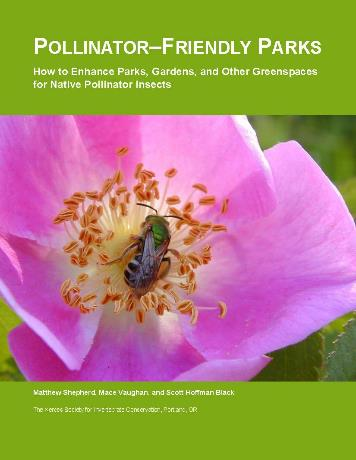 POLLINATOR–FRIENDLY PARKS
How to Enhance Parks, Gardens, and Other Greenspaces
for Native Pollinator Insects
Matthew Shepherd, Mace Vaughan, and Scott Hoffman Black
The Xerces Society for Invertebrate Conservation, Portland, OR